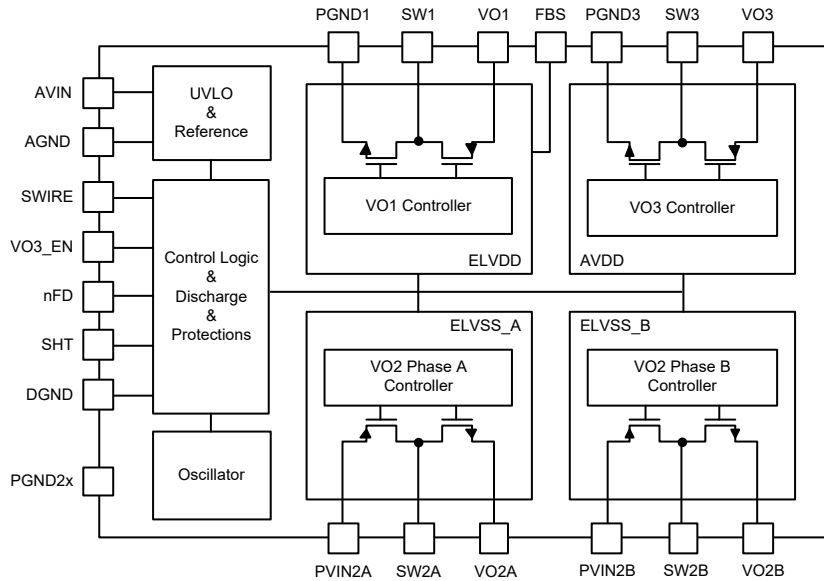 PGND1
SW1
VO1
FBS
PGND3
SW3
VO3
AVIN
AGND
SWIRE
VO3_EN
nFD
SHT
DGND
PGND2x
UVLO
&
Reference
Control Logic
&
Discharge
&
Protections
Oscillator
VO1 Controller
ELVDD
VO3 Controller
AVDD
ELVSS_A
VO2 Phase A
Controller
ELVSS_B
VO2 Phase B
Controller
PVIN2A
SW2A
VO2A
PVIN2B
SW2B
VO2B